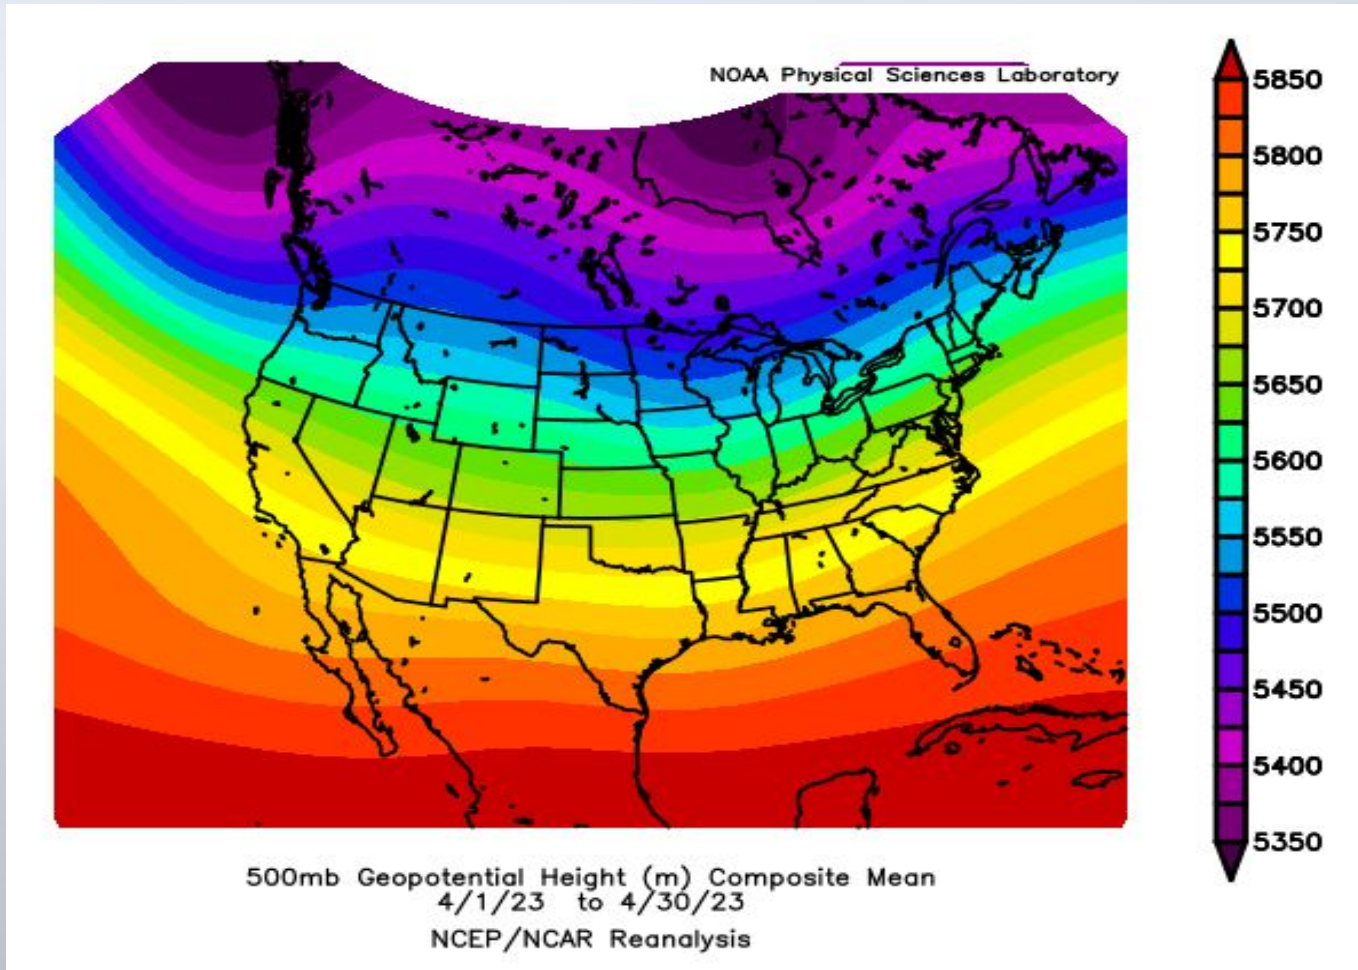 NOAA Physical Sciences Laboratory
5850
5800
5750
5700
5650
5600
5550
5500
5450
5400
5350
500mb Geopotential Height (m) Composite Mean
4/1/23 to 4/30/23
NCEP/NCAR Reanalysis